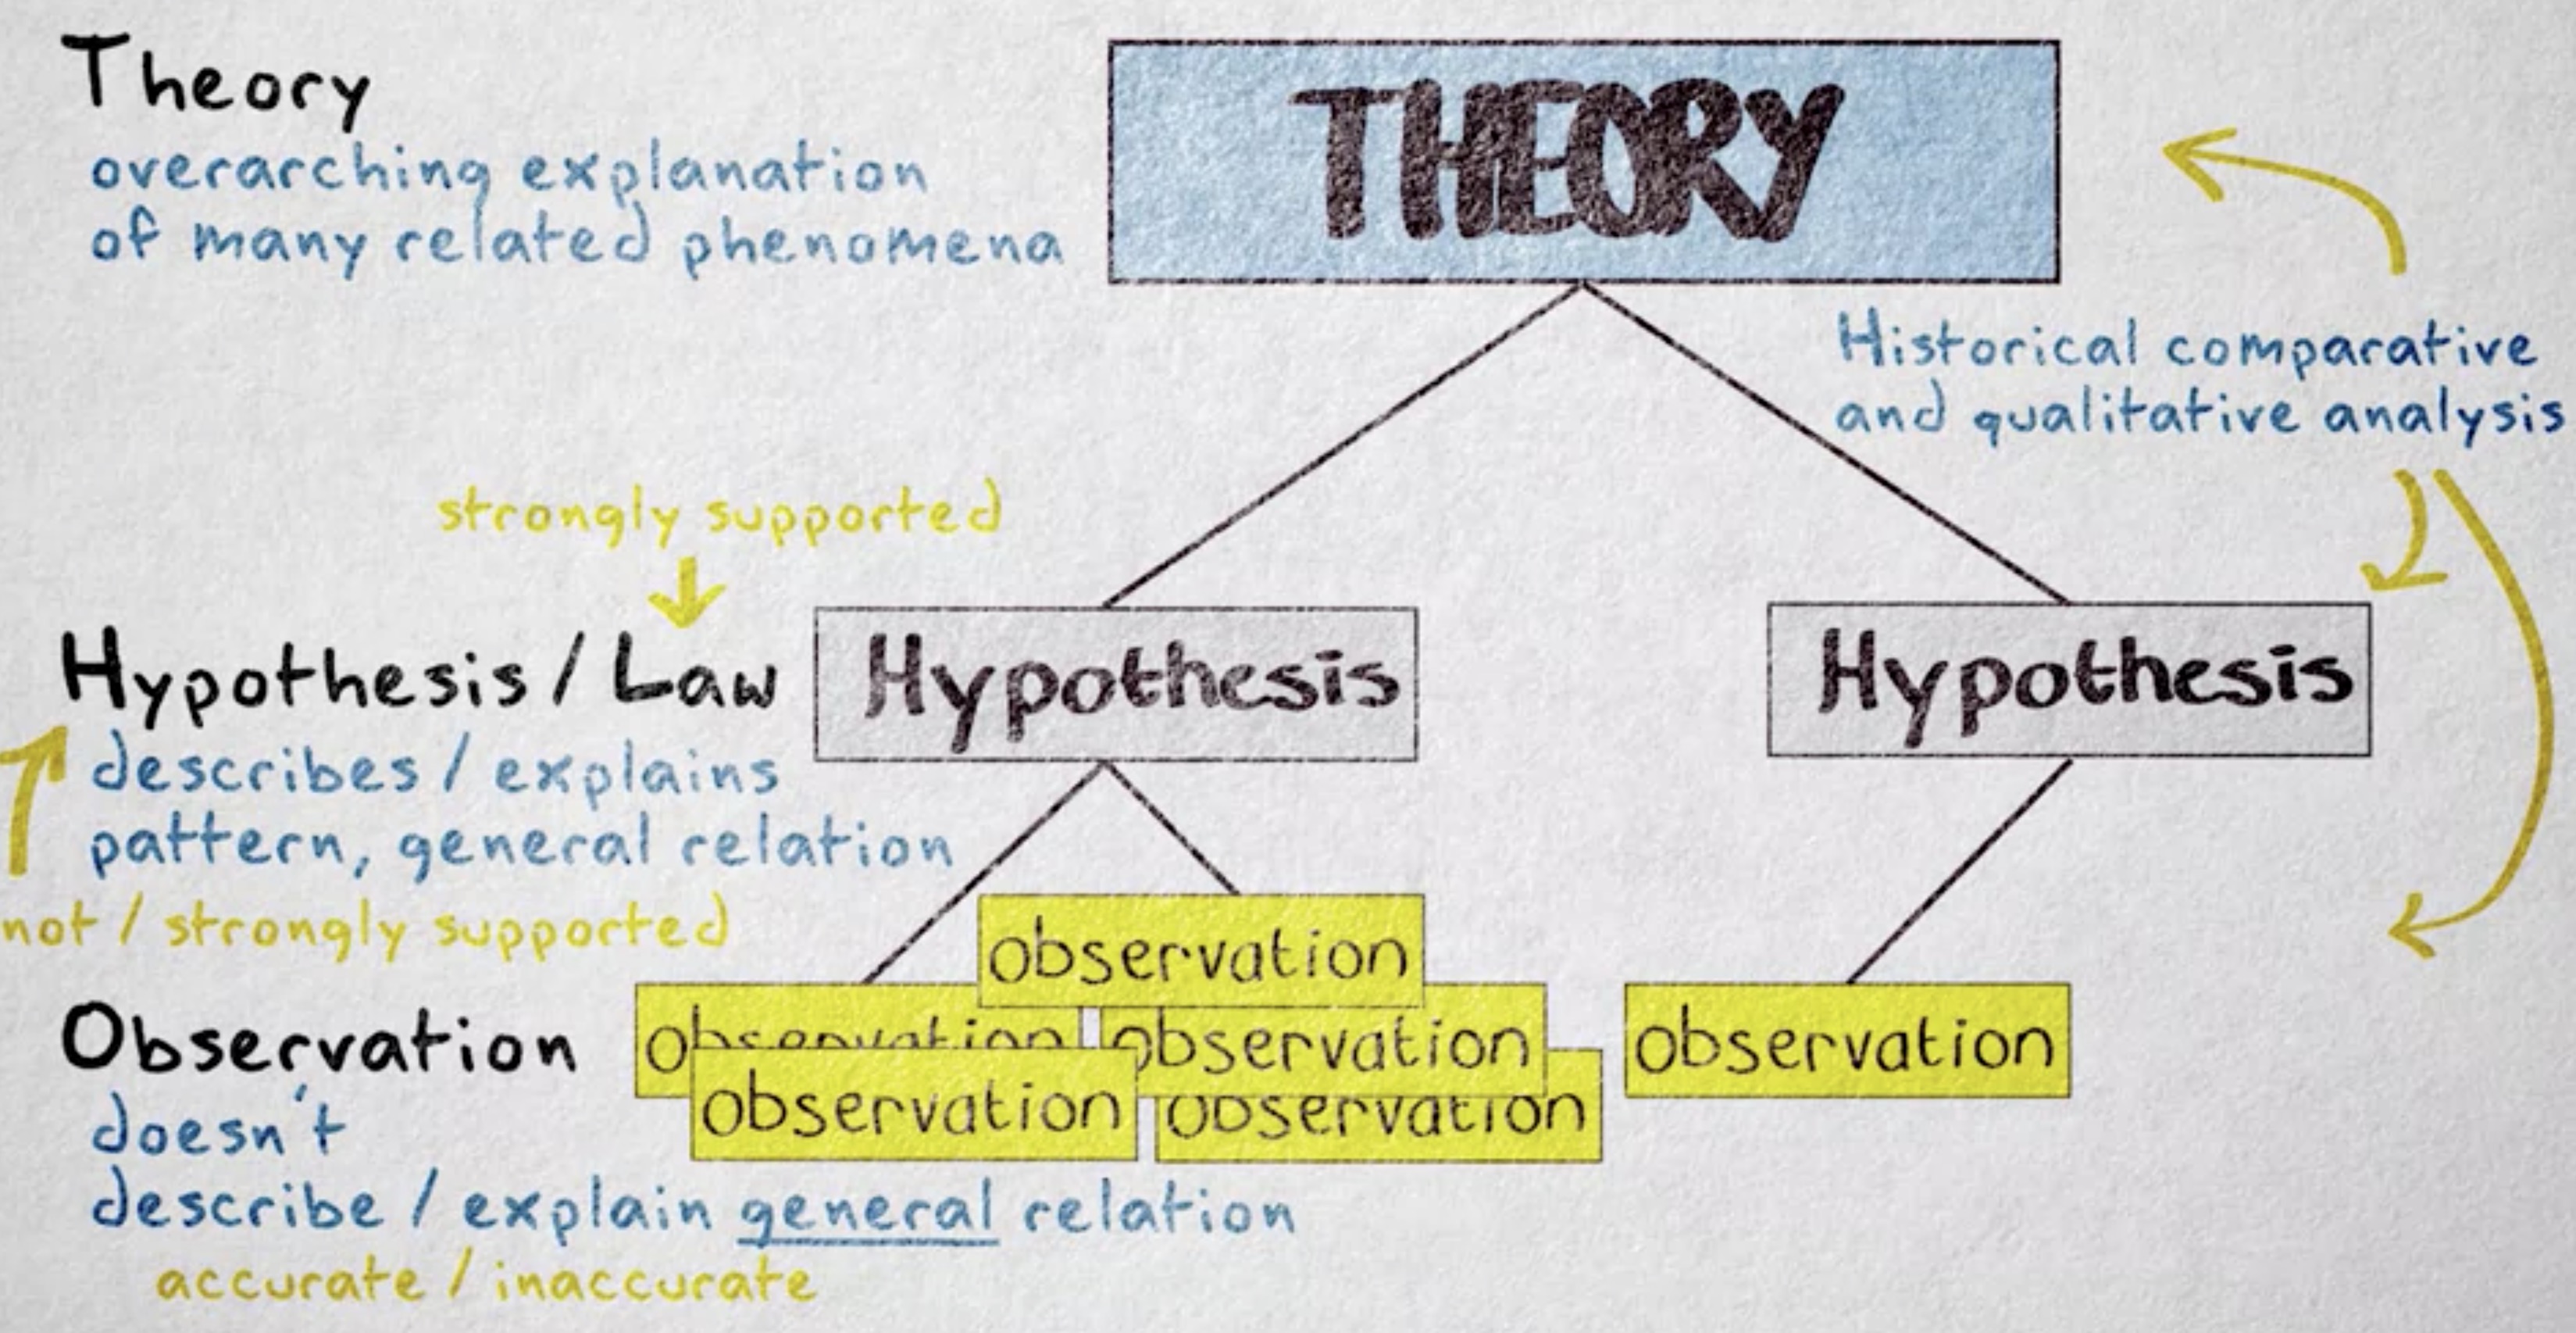 Theory
overarching explanation
of many related phenomena
THEORY
Historical comparative
and qualitative analysis
strongly supported
Hypothesis / Law
describes / explains
pattern, general relation
not / strongly supported
Hypothesis
Hypothesis
observation
observation
observation
observation
observation
observation
Observation
doesn't
describe / explain general relation
accurate / inaccurate